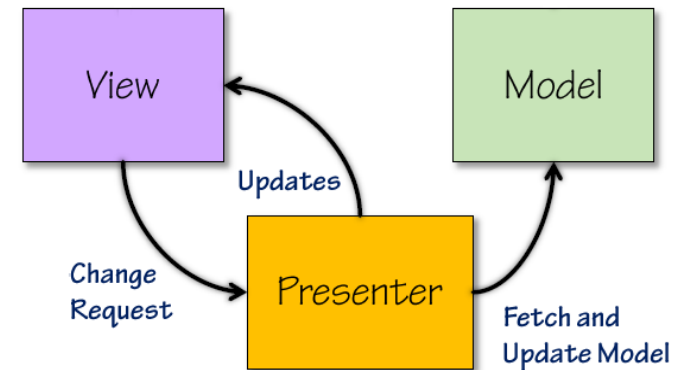 View
Model
Updates
Change
Request
Presenter
Fetch and
Update Model